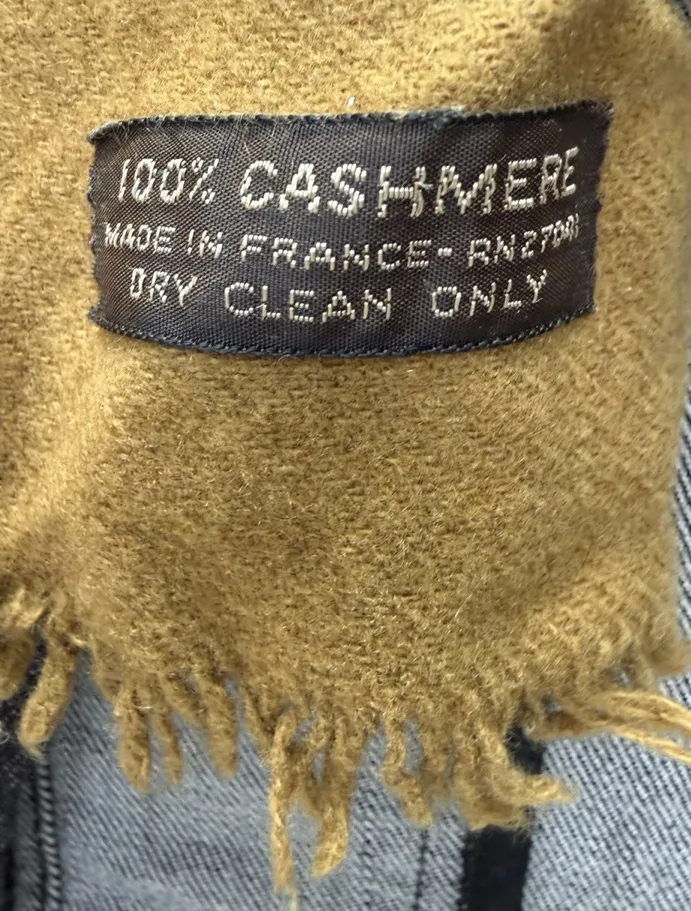 100% CASHMERE
MADE IN FRANCE-
DRY CLEAN ONLY